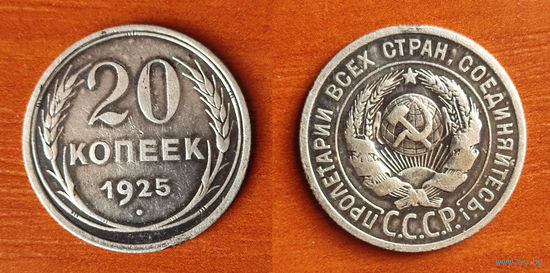 20
КОПЕЕК
1925
ПРОЛЕТАРИИ ВСЕХ СТРАН, СОЕДИНЯЙТЕСЬ!
С.С.С.Р.